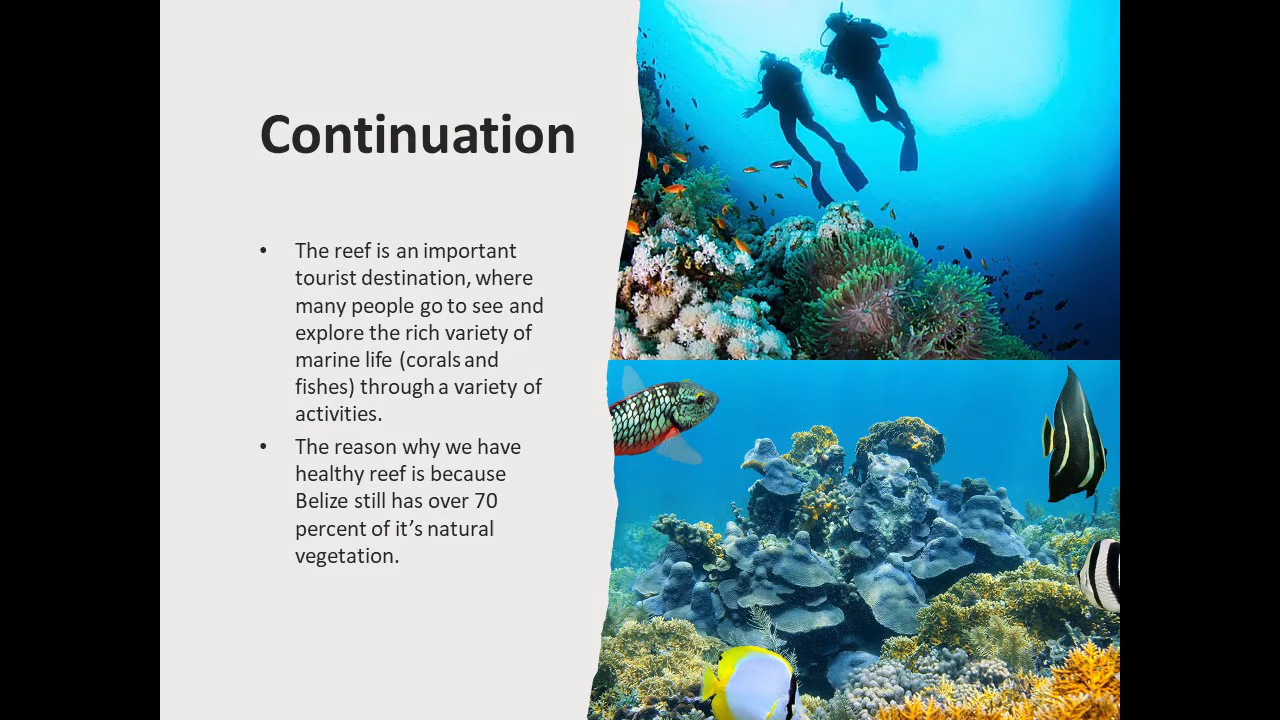 Continuation
• The reef is an important
tourist destination, where
many people go to see and
explore the rich variety of
marine life (corals and
fishes) through a variety of
activities.
• The reason why we have
healthy reef is because
Belize still has over 70
percent of it’s natural
vegetation.